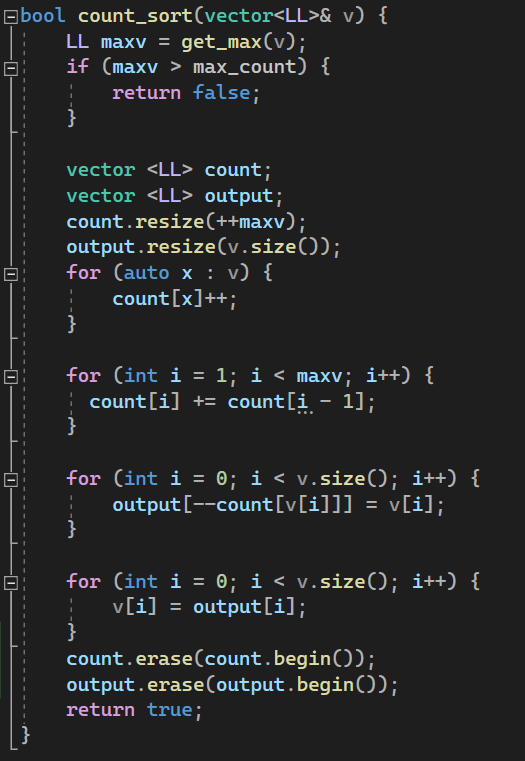 bool count_sort(vector<LL>& v) {
    LL maxv = get_max(v);
    if (maxv > max_count) {
        return false;
    }
    vector <LL> count;
    vector <LL> output;
    count.resize(++maxv);
    output.resize(v.size());
    for (auto x : v) {
        count[x]++;
    }
    for (int i = 1; i < maxv; i++) {
      count[i] += count[i - 1];
    }
    for (int i = 0; i < v.size(); i++) {
        output[--count[v[i]]] = v[i];
    }
    for (int i = 0; i < v.size(); i++) {
        v[i] = output[i];
    }
    count.erase(count.begin());
    output.erase(output.begin());
    return true;
}